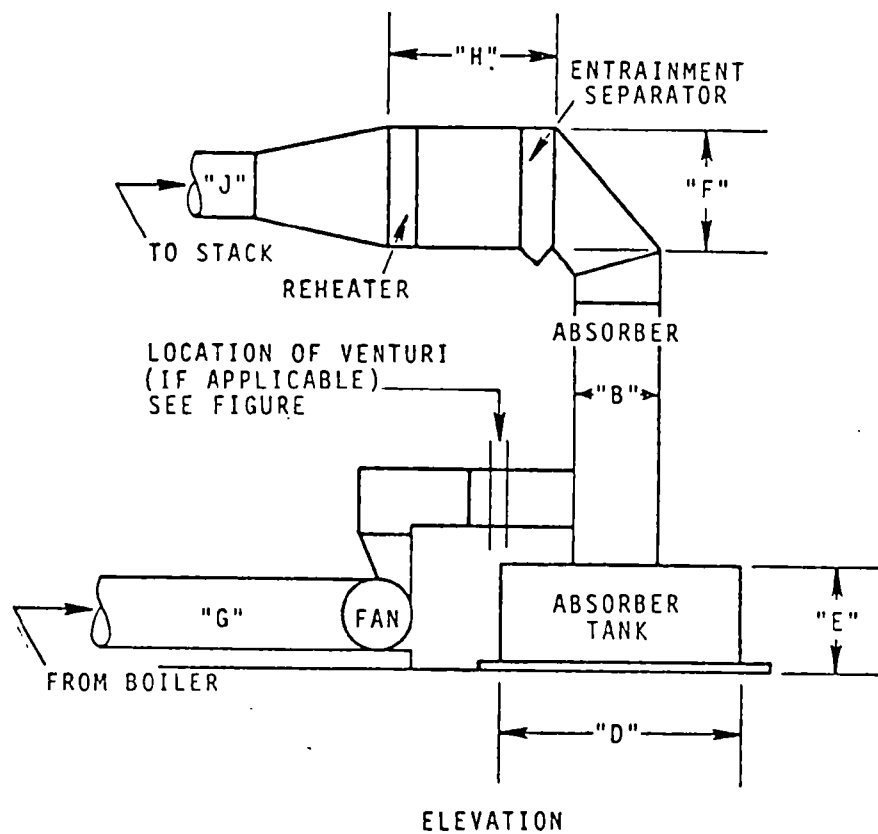 "H"
ENTRAINMENT
SEPARATOR
"J"
"F"
TO STACK
REHEATER
ABSORBER
LOCATION OF VENTURI
(IF APPLICABLE)
SEE FIGURE
"B"
"G"
FAN
ABSORBER
TANK
"E"
FROM BOILER
"D"
ELEVATION